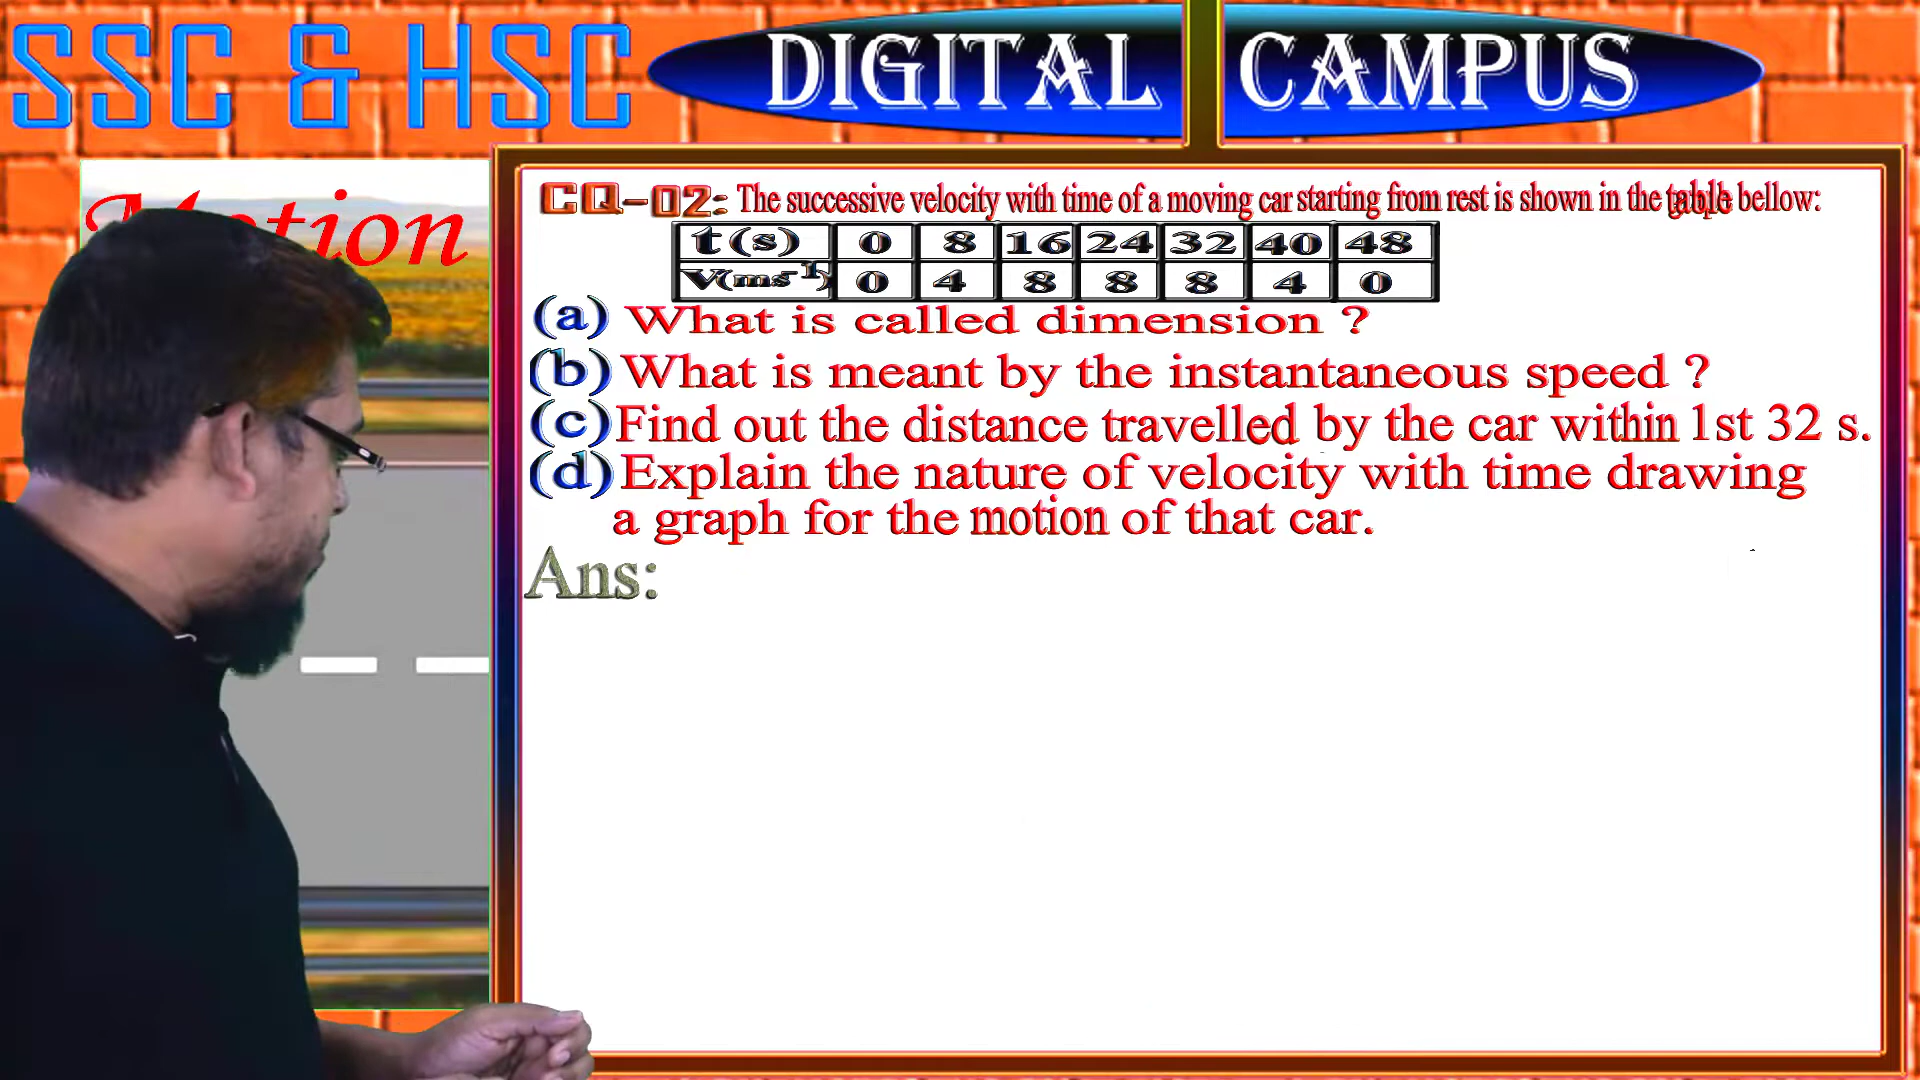 SSC & HSC DIGITAL CAMPUS
Motion
CQ-02: The successive velocity with time of a moving car starting from rest is shown in the table bellow:
t(s) 0 8 16 24 32 40 48
V(ms⁻¹) 0 4 8 8 8 4 0
(a) What is called dimension ?
(b) What is meant by the instantaneous speed ?
(c) Find out the distance travelled by the car within 1st 32 s.
(d) Explain the nature of velocity with time drawing
a graph for the motion of that car.
Ans: